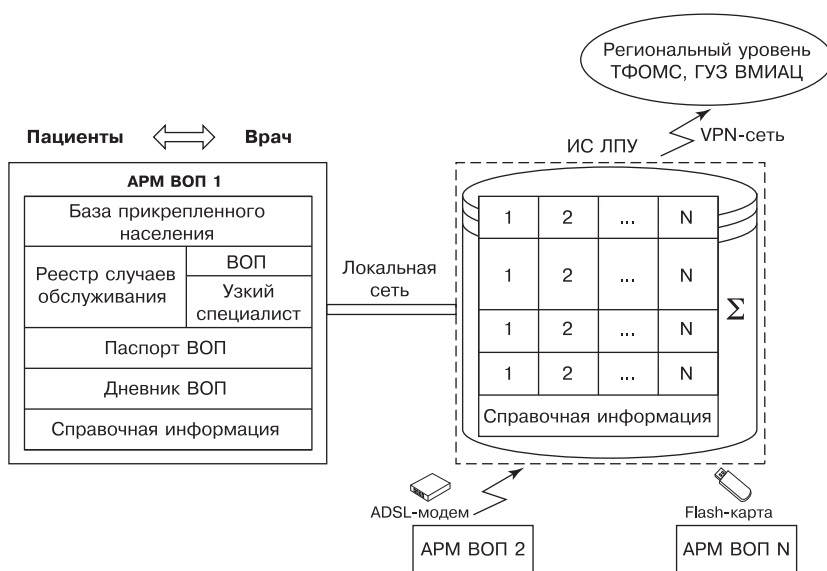 Региональный уровень
ТФОМС, ГУЗ ВМИАЦ
VPN-сеть
Пациенты
Врач
ИС ЛПУ
АРМ ВОП 1
База прикрепленного
населения
Реестр случаев
обслуживания
ВОП
Узкий
специалист
Паспорт ВОП
Дневник ВОП
Справочная информация
Локальная
сеть
1 2 ... N
1 2 ... N
1 2 ... N
1 2 ... N
Σ
Справочная информация
ADSL-модем
Flash-карта
АРМ ВОП 2
АРМ ВОП N